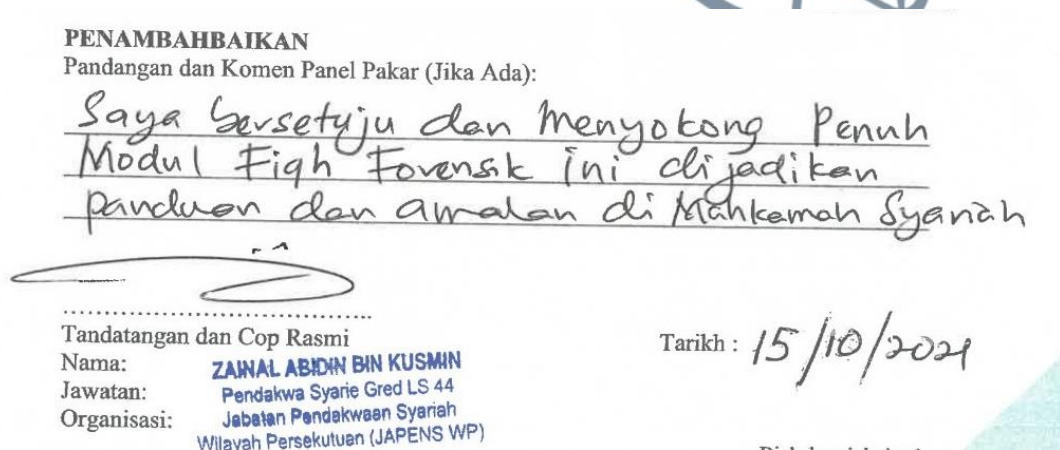 PENAMBAHBAIKAN
Pandangan dan Komen Panel Pakar (Jika Ada):
Saya bersetuju dan menyokong Penuh
Modul Fiqh Forensik ini dijadikan
panduan dan amalan di Mahkamah Syariah
Tandatangan dan Cop Rasmi
Nama: ZAINAL ABIDIN BIN KUSMIN
Jawatan: Pendakwa Syarie Gred LS 44
Organisasi: Jabatan Pendakwaan Syariah
Wilayah Persekutuan (JAPENS WP)
Tarikh : 15/10/2021